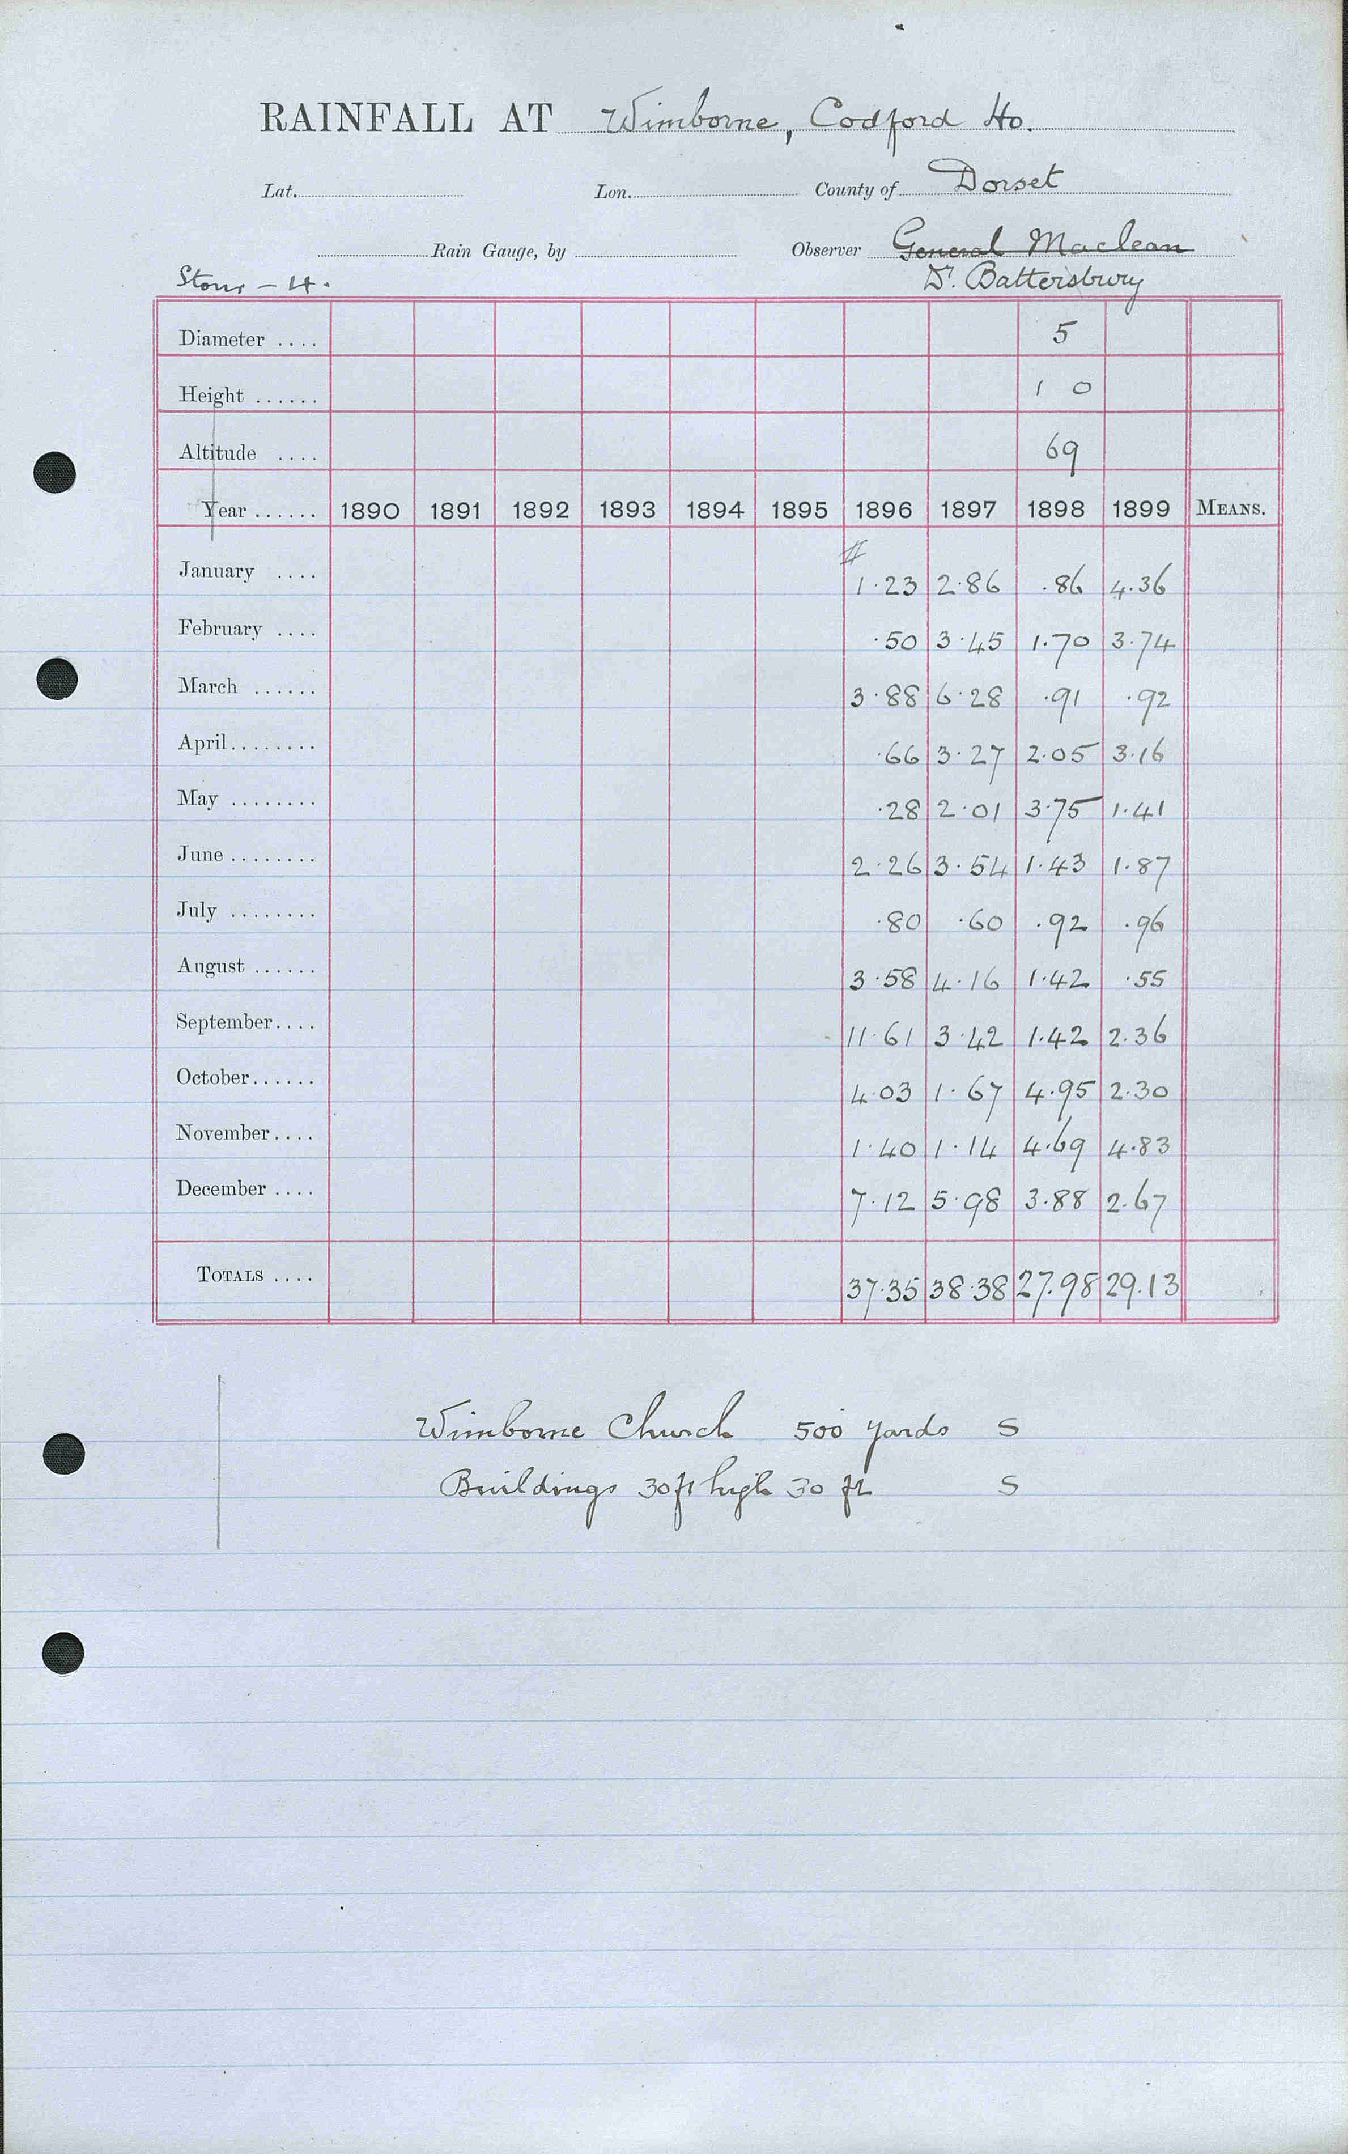 RAINFALL AT Wimborne, Codford Ho.
Lat. Lon. County of Dorset
Rain Gauge, by Observer General Maclean
Stour - 4. Dr. Battersbury
Diameter .... 5
Height ...... 1 0
Altitude .... 69
Year ...... 1890 1891 1892 1893 1894 1895 1896 1897 1898 1899 MEANS.
January .... # 1.23 2.86 .86 4.36
February .... .50 3.45 1.70 3.74
March ...... 3.88 6.28 .91 .92
April........ .66 3.27 2.05 3.16
May ........ .28 2.01 3.75 1.41
June ........ 2.26 3.54 1.43 1.87
July ........ .80 .60 .92 .96
August ...... 3.58 4.16 1.42 .55
September.... 11.61 3.42 1.42 2.36
October...... 4.03 1.67 4.95 2.30
November.... 1.40 1.14 4.69 4.83
December .... 7.12 5.98 3.88 2.67
TOTALS .... 37.35 38.38 27.98 29.13
Wimborne Church 500 yards S
Buildings 30ft high 30 ft S